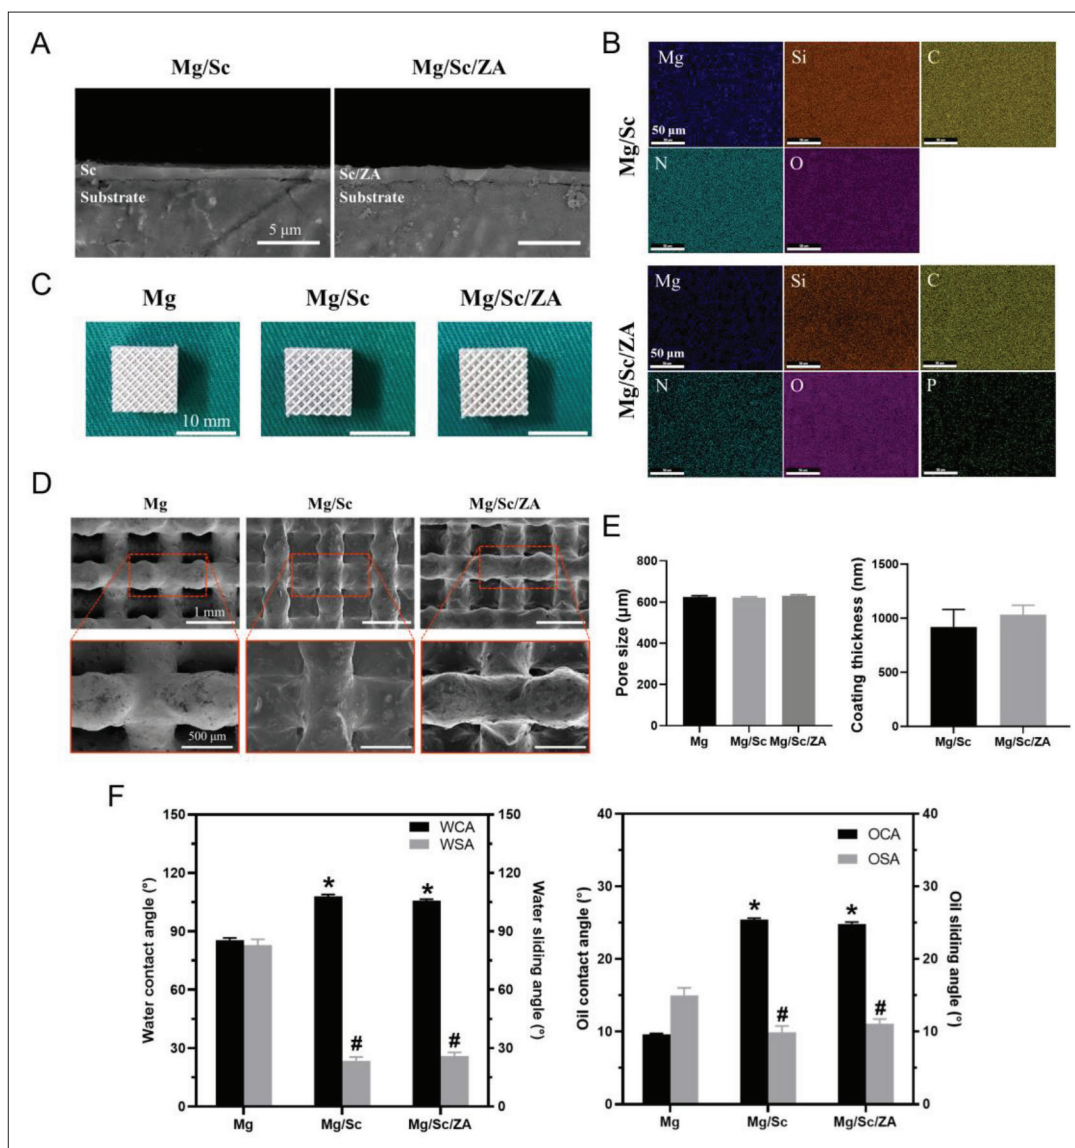 A
Mg/Sc
Mg/Sc/ZA
Sc
Substrate
5 μm
Sc/ZA
Substrate
B
Mg/Sc
Mg
50 μm
Si
C
N
O
Mg/Sc/ZA
Mg
50 μm
Si
C
N
O
P
C
Mg
Mg/Sc
Mg/Sc/ZA
10 mm
D
Mg
Mg/Sc
Mg/Sc/ZA
1 mm
500 μm
E
Pore size (μm)
800
600
400
200
0
Mg
Mg/Sc
Mg/Sc/ZA
Coating thickness (nm)
1500
1000
500
0
Mg/Sc
Mg/Sc/ZA
F
Water contact angle (°)
150
120
90
60
30
0
WCA
WSA
*
*
#
#
Mg
Mg/Sc
Mg/Sc/ZA
150
120
90
60
30
0
Water sliding angle (°)
Oil contact angle (°)
40
30
20
10
0
OCA
OSA
*
*
#
#
Mg
Mg/Sc
Mg/Sc/ZA
40
30
20
10
0
Oil sliding angle (°)